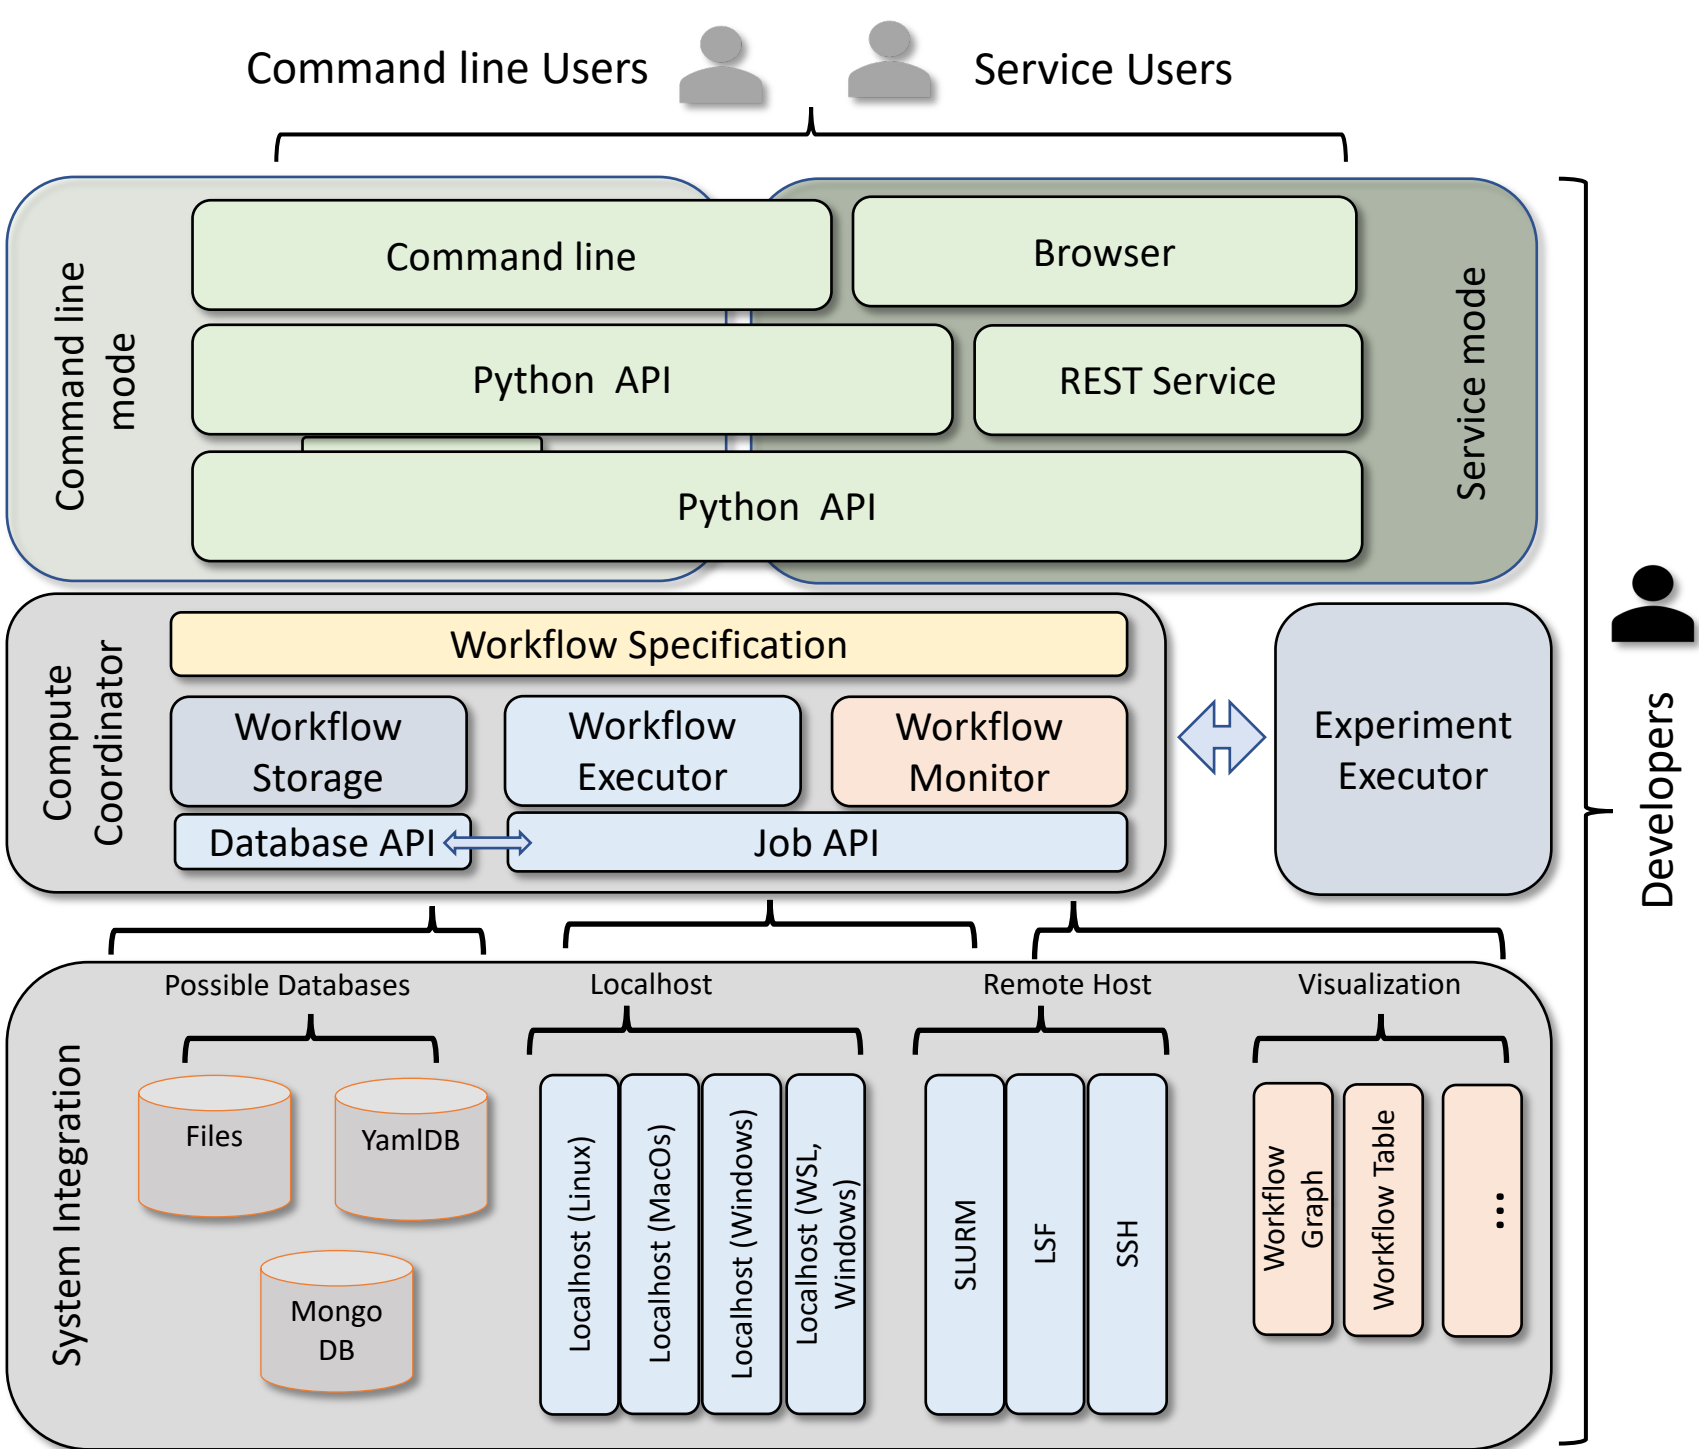 Command line Users
Service Users
Command line
mode
Command line
Browser
Python  API
REST Service
Python  API
Service mode
Compute
Coordinator
Workflow Specification
Workflow
Storage
Workflow
Executor
Workflow
Monitor
Database API
Job API
Experiment
Executor
Developers
System Integration
Possible Databases
Localhost
Remote Host
Visualization
Files
YamlDB
Mongo
DB
Localhost (Linux)
Localhost (MacOs)
Localhost (Windows)
Localhost (WSL,
Windows)
SLURM
LSF
SSH
Workflow
Graph
Workflow Table
...